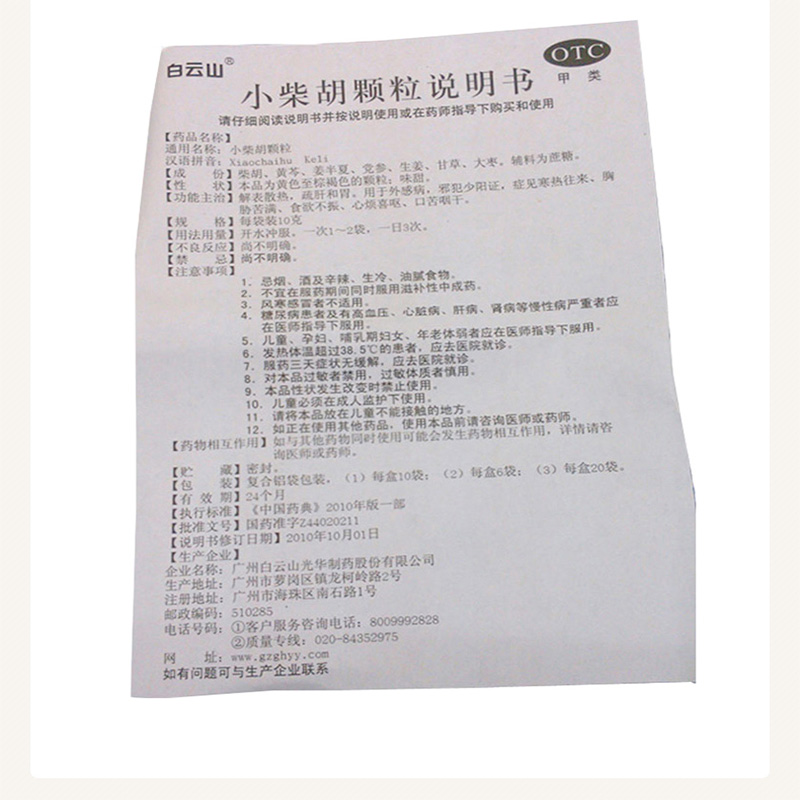 白云山®
OTC
甲 类
小柴胡颗粒说明书
请仔细阅读说明书并按说明使用或在药师指导下购买和使用
【药品名称】
通用名称：小柴胡颗粒
汉语拼音：Xiaochaihu Keli
【成 份】柴胡、黄芩、姜半夏、党参、生姜、甘草、大枣。辅料为蔗糖。
【性 状】本品为黄色至棕褐色的颗粒；味甜。
【功能主治】解表散热，疏肝和胃。用于外感病，邪犯少阳证，症见寒热往来、胸
胁苦满、食欲不振、心烦喜呕、口苦咽干。
【规 格】每袋装10克
【用法用量】开水冲服。一次1～2袋，一日3次。
【不良反应】尚不明确。
【禁 忌】尚不明确。
【注意事项】
1. 忌烟、酒及辛辣、生冷、油腻食物。
2. 不宜在服药期间同时服用滋补性中成药。
3. 风寒感冒者不适用。
4. 糖尿病患者及有高血压、心脏病、肝病、肾病等慢性病严重者应
在医师指导下服用。
5. 儿童、孕妇、哺乳期妇女、年老体弱者应在医师指导下服用。
6. 发热体温超过38.5℃的患者，应去医院就诊。
7. 服药三天症状无缓解，应去医院就诊。
8. 对本品过敏者禁用，过敏体质者慎用。
9. 本品性状发生改变时禁止使用。
10. 儿童必须在成人监护下使用。
11. 请将本品放在儿童不能接触的地方。
12. 如正在使用其他药品，使用本品前请咨询医师或药师。
【药物相互作用】如与其他药物同时使用可能会发生药物相互作用，详情请咨
询医师或药师。
【贮 藏】密封。
【包 装】复合铝袋包装，（1）每盒10袋；（2）每盒6袋；（3）每盒20袋。
【有 效 期】24个月
【执行标准】《中国药典》2010年版一部
【批准文号】国药准字Z44020211
【说明书修订日期】2010年10月01日
【生产企业】
企业名称：广州白云山光华制药股份有限公司
生产地址：广州市萝岗区镇龙柯岭路2号
注册地址：广州市海珠区南石路1号
邮政编码：510285
电话号码：①客户服务咨询电话：8009992828
②质量专线：020-84352975
网 址：www.gzghyy.com
如有问题可与生产企业联系